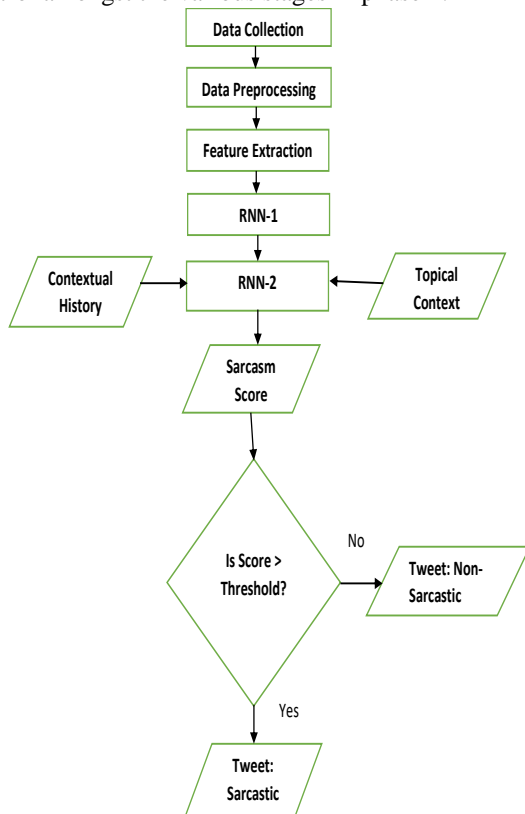 Data Collection
Data Preprocessing
Feature Extraction
RNN-1
Contextual
History
RNN-2
Topical
Context
Sarcasm
Score
Is Score >
Threshold?
No
Tweet: Non-
Sarcastic
Yes
Tweet:
Sarcastic